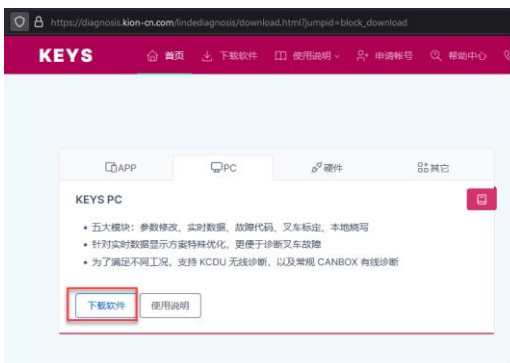 https://diagnosis.kion-cn.com/lindediagnosis/download.html?jumpid=block_download
KEYS 首页 下载软件 使用说明 申请帐号 帮助中心
APP PC 硬件 其它
KEYS PC
• 五大模块：参数修改、实时数据、故障代码、叉车标定、本地烧写
• 针对实时数据显示方案特殊优化，更便于诊断叉车故障
• 为了满足不同工况，支持 KCDU 无线诊断，以及常规 CANBOX 有线诊断
下载软件 使用说明